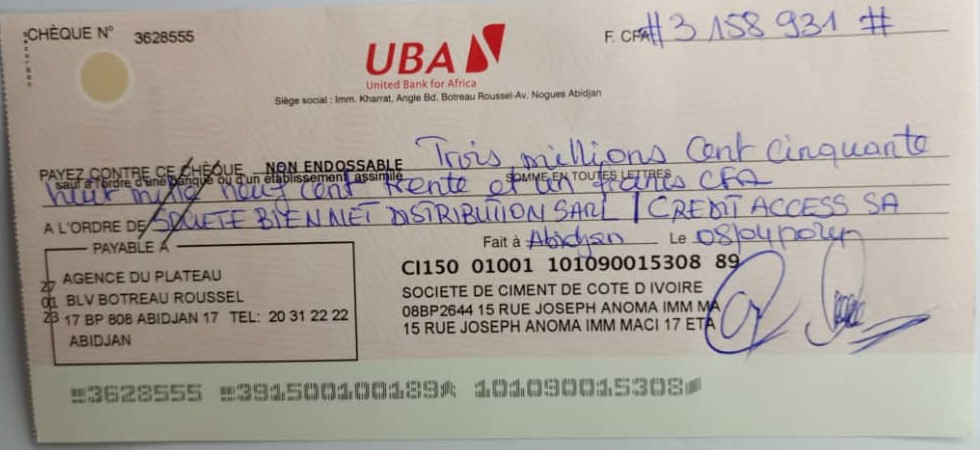 CHÈQUE N° 3628555
F. CFA # 3 158 931 #
UBA
United Bank for Africa
Siège social : Imm. Kharrat, Angle Bd. Botreau Roussel-Av. Nogues Abidjan
PAYEZ CONTRE CE CHÈQUE NON ENDOSSABLE Trois millions Cent Cinquante
sauf à l'ordre d'une banque ou d'un établissement assimilé SOMME EN TOUTES LETTRES
huit mille neuf cent trente et un francs CFA
A L'ORDRE DE SOCIETE BIEN NET DISTRIBUTION SARL / CREDIT ACCESS SA
Fait à Abidjan Le 08/04/2024
PAYABLE A
AGENCE DU PLATEAU
BLV BOTREAU ROUSSEL
17 BP 808 ABIDJAN 17 TEL: 20 31 22 22
ABIDJAN
27
01
23
CI150 01001 101090015308 89
SOCIETE DE CIMENT DE COTE D IVOIRE
08BP2644 15 RUE JOSEPH ANOMA IMM MA
15 RUE JOSEPH ANOMA IMM MACI 17 ETA
3628555 391500100189 101090015308